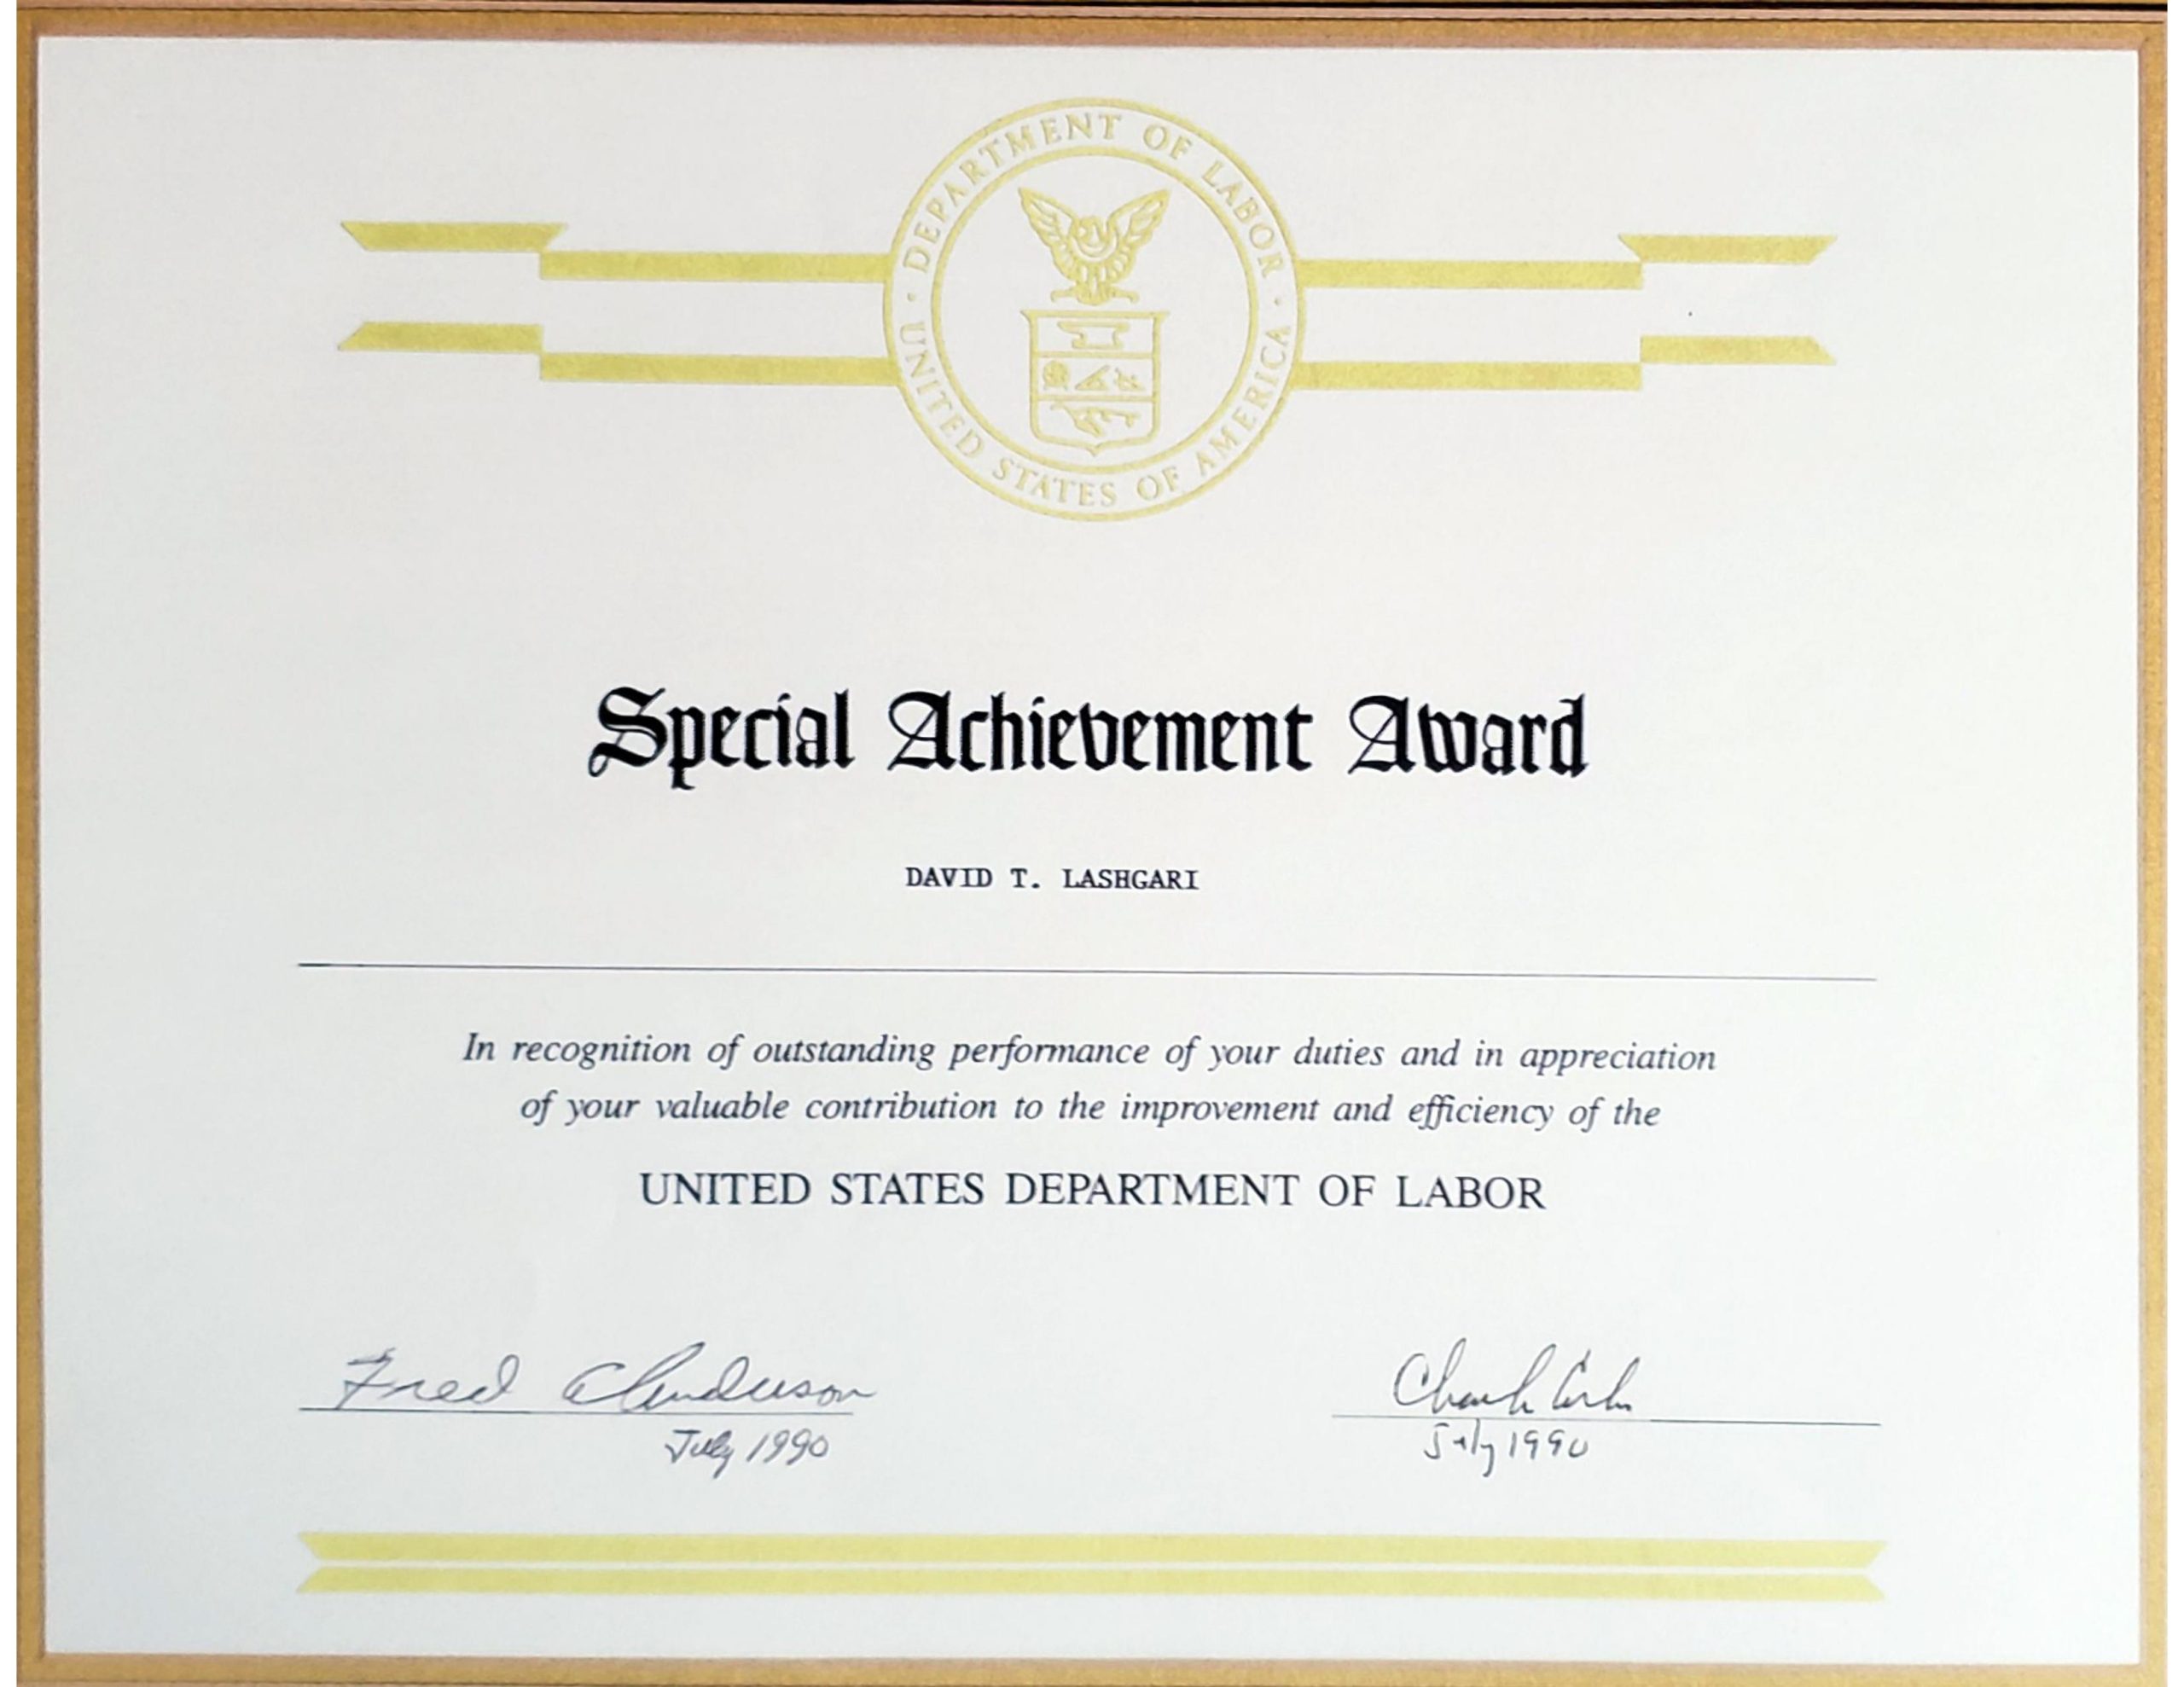 DEPARTMENT OF LABOR
UNITED STATES OF AMERICA
Special Achievement Award
DAVID T. LASHGARI
In recognition of outstanding performance of your duties and in appreciation
of your valuable contribution to the improvement and efficiency of the
UNITED STATES DEPARTMENT OF LABOR
Fred Anderson
July 1990
July 1990